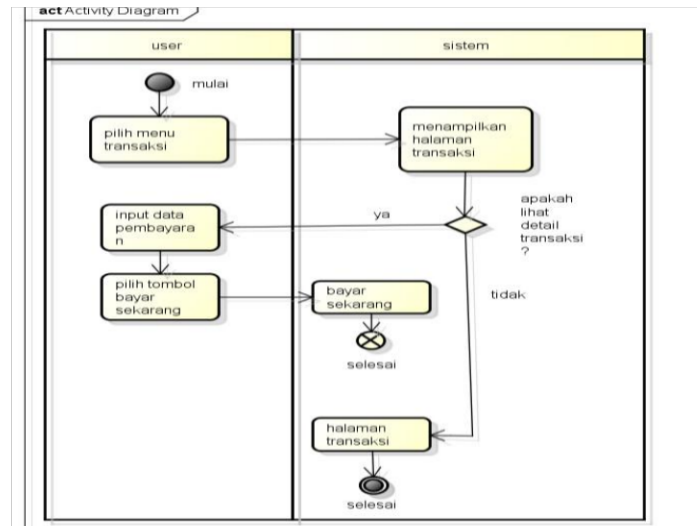 act Activity Diagram
user
sistem
mulai
pilih menu
transaksi
menampilkan
halaman
transaksi
apakah
lihat
detail
transaksi
?
ya
input data
pembayara
n
pilih tombol
bayar
sekarang
bayar
sekarang
tidak
selesai
halaman
transaksi
selesai